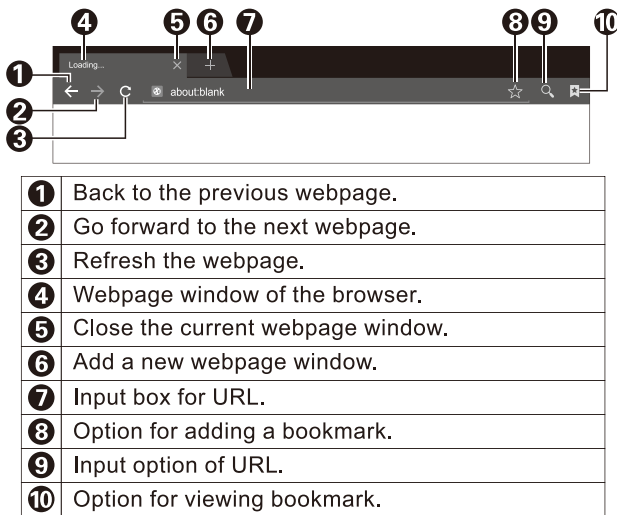 4 5 6 7 8 9 10
Loading...
1
about:blank
2
3
1 Back to the previous webpage.
2 Go forward to the next webpage.
3 Refresh the webpage.
4 Webpage window of the browser.
5 Close the current webpage window.
6 Add a new webpage window.
7 Input box for URL.
8 Option for adding a bookmark.
9 Input option of URL.
10 Option for viewing bookmark.